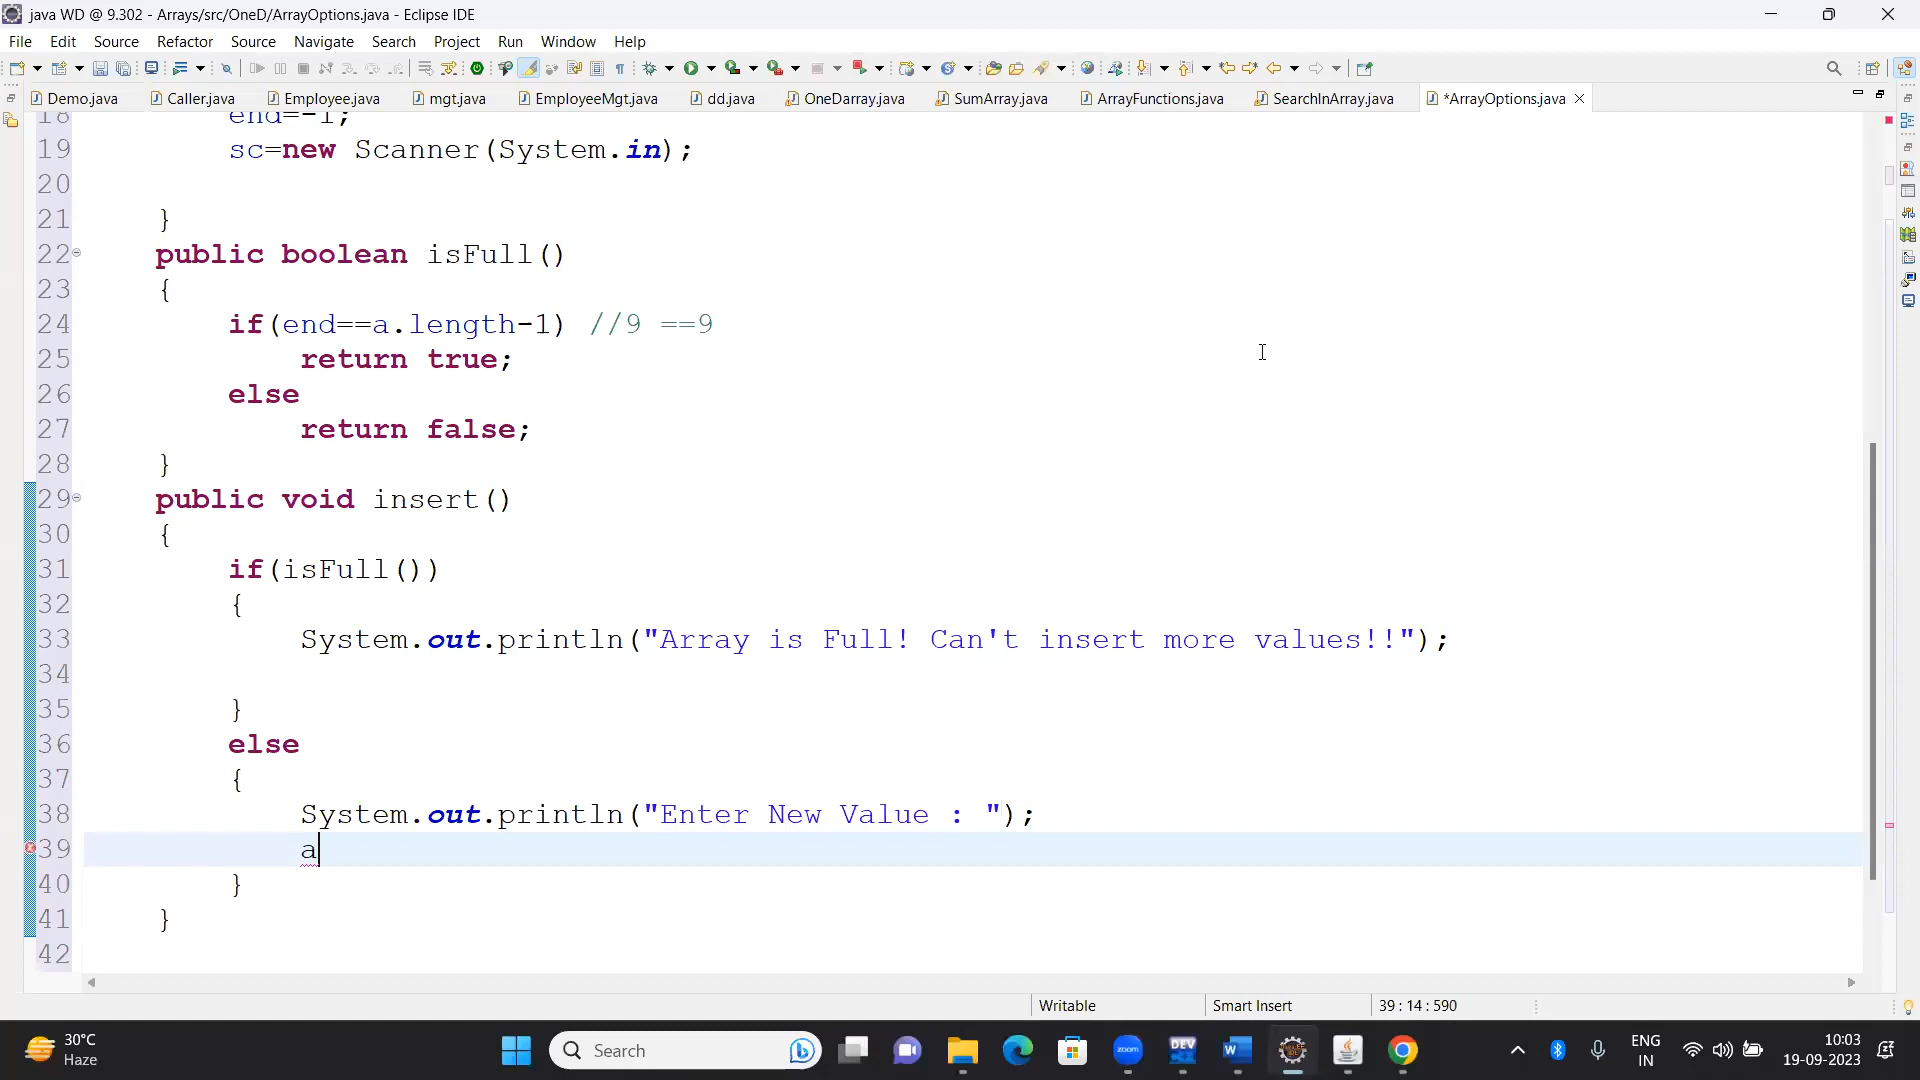 java WD @ 9.302 - Arrays/src/OneD/ArrayOptions.java - Eclipse IDE
File Edit Source Refactor Source Navigate Search Project Run Window Help
Demo.java Caller.java Employee.java mgt.java EmployeeMgt.java dd.java OneDarray.java SumArray.java ArrayFunctions.java SearchInArray.java *ArrayOptions.java
18 end=-1;
19 sc=new Scanner(System.in);
20
21 }
22 public boolean isFull()
23 {
24 if(end==a.length-1) //9 ==9
25 return true;
26 else
27 return false;
28 }
29 public void insert()
30 {
31 if(isFull())
32 {
33 System.out.println("Array is Full! Can't insert more values!!");
34
35 }
36 else
37 {
38 System.out.println("Enter New Value : ");
39 a
40 }
41 }
42
Writable Smart Insert 39 : 14 : 590
30°C
Haze
Search
zoom
DEV
W
ENG
IN
10:03
19-09-2023